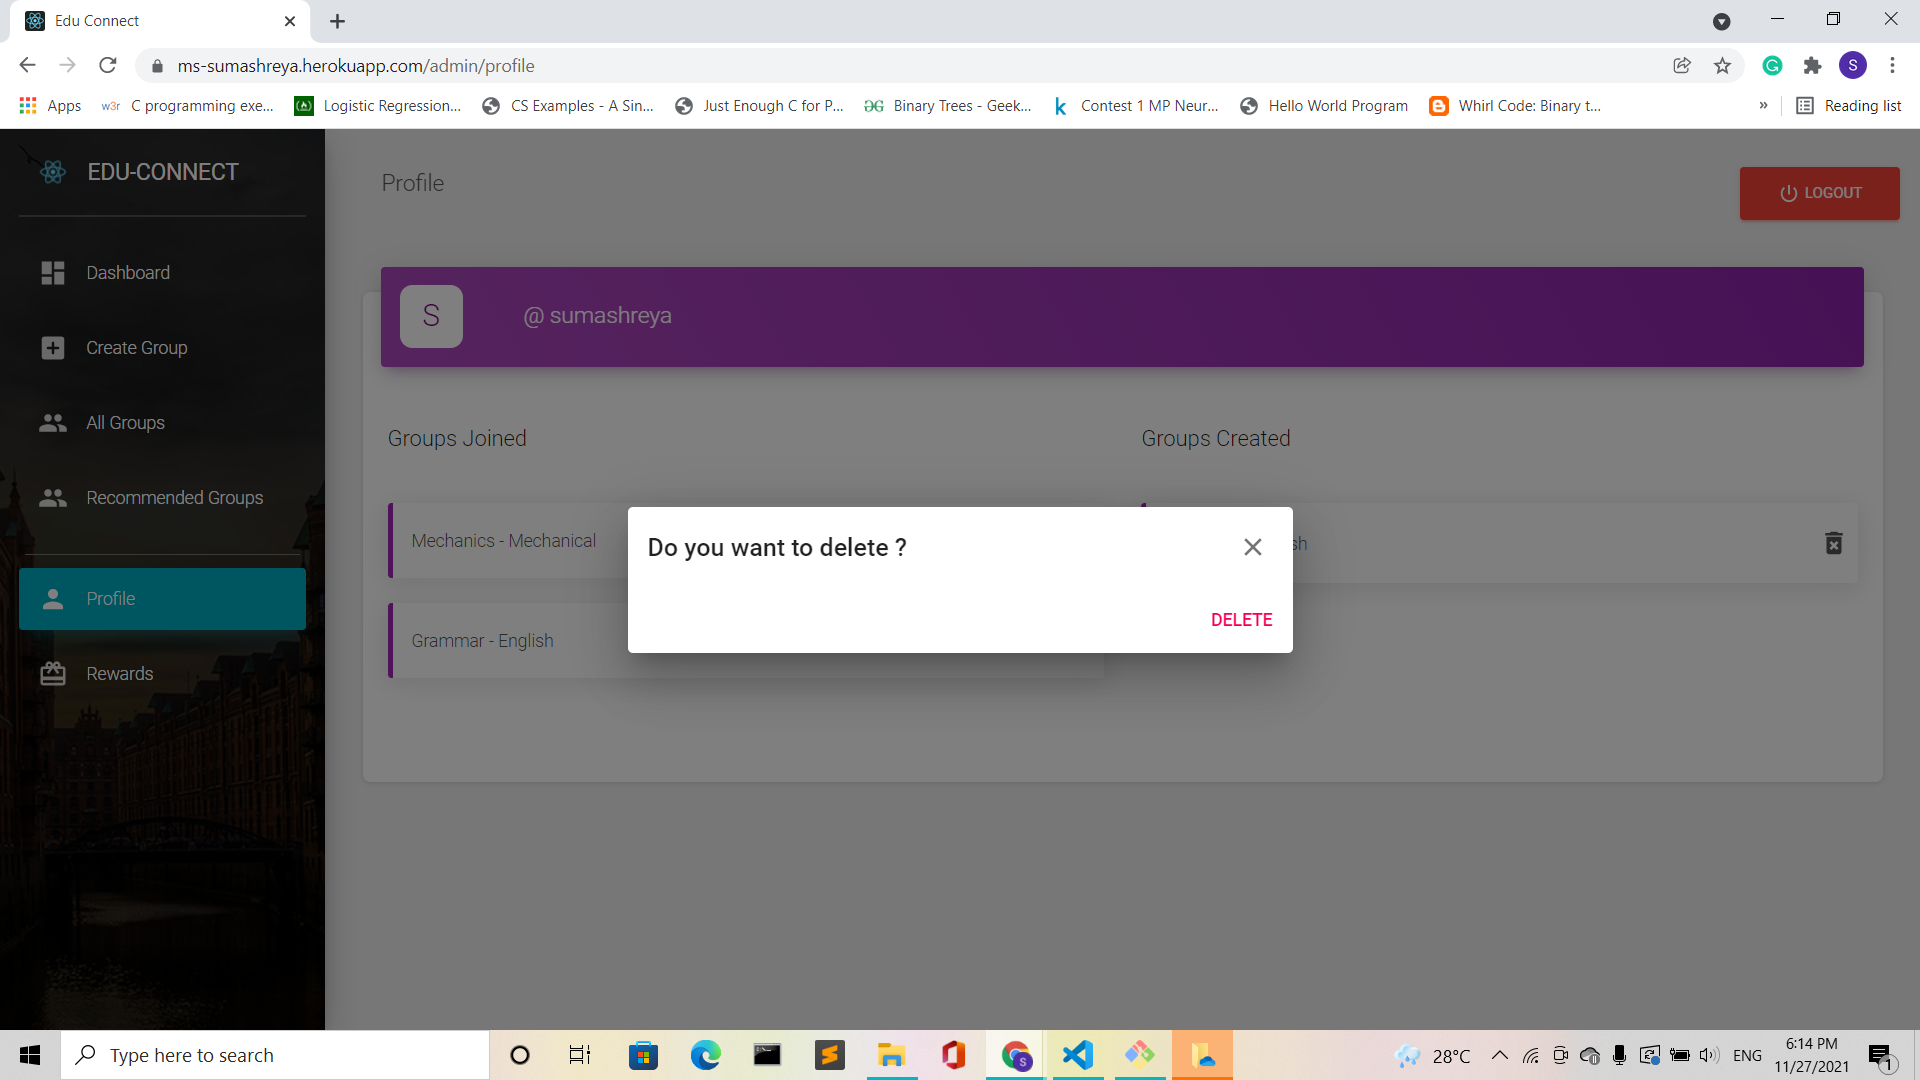 Edu Connect
ms-sumashreya.herokuapp.com/admin/profile
S
Apps
w3r C programming exe...
Logistic Regression...
CS Examples - A Sin...
Just Enough C for P...
GG Binary Trees - Geek...
k Contest 1 MP Neur...
Hello World Program
Whirl Code: Binary t...
»
Reading list
EDU-CONNECT
Dashboard
Create Group
All Groups
Recommended Groups
Profile
Rewards
Profile
LOGOUT
S
@ sumashreya
Groups Joined
Groups Created
Mechanics - Mechanical
Grammar - English
sh
Do you want to delete ?
DELETE
Type here to search
S
28°C
ENG
6:14 PM
11/27/2021
1